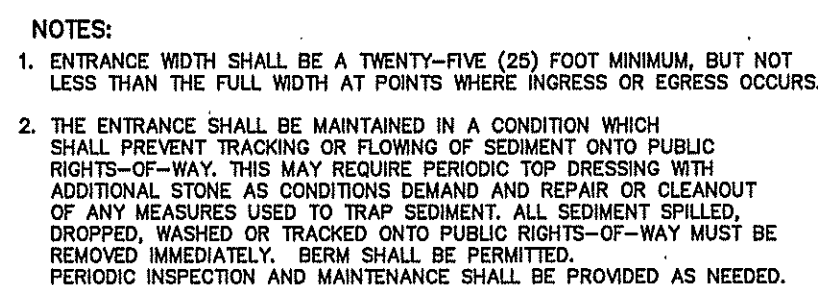 NOTES:
1. ENTRANCE WIDTH SHALL BE A TWENTY-FIVE (25) FOOT MINIMUM, BUT NOT
LESS THAN THE FULL WIDTH AT POINTS WHERE INGRESS OR EGRESS OCCURS.
2. THE ENTRANCE SHALL BE MAINTAINED IN A CONDITION WHICH
SHALL PREVENT TRACKING OR FLOWING OF SEDIMENT ONTO PUBLIC
RIGHTS-OF-WAY. THIS MAY REQUIRE PERIODIC TOP DRESSING WITH
ADDITIONAL STONE AS CONDITIONS DEMAND AND REPAIR OR CLEANOUT
OF ANY MEASURES USED TO TRAP SEDIMENT. ALL SEDIMENT SPILLED,
DROPPED, WASHED OR TRACKED ONTO PUBLIC RIGHTS-OF-WAY MUST BE
REMOVED IMMEDIATELY. BERM SHALL BE PERMITTED.
PERIODIC INSPECTION AND MAINTENANCE SHALL BE PROVIDED AS NEEDED.